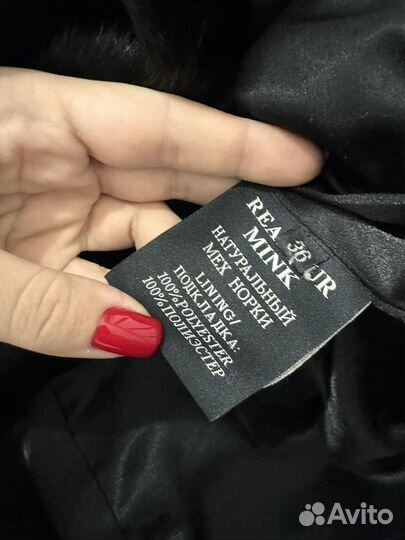 REA 36 UR
MINK
НАТУРАЛЬНЫЙ
МЕХ НОРКИ
LINING/
ПОДКЛАДКА:
100%POLYESTER
100%ПОЛИЭСТЕР
Avito